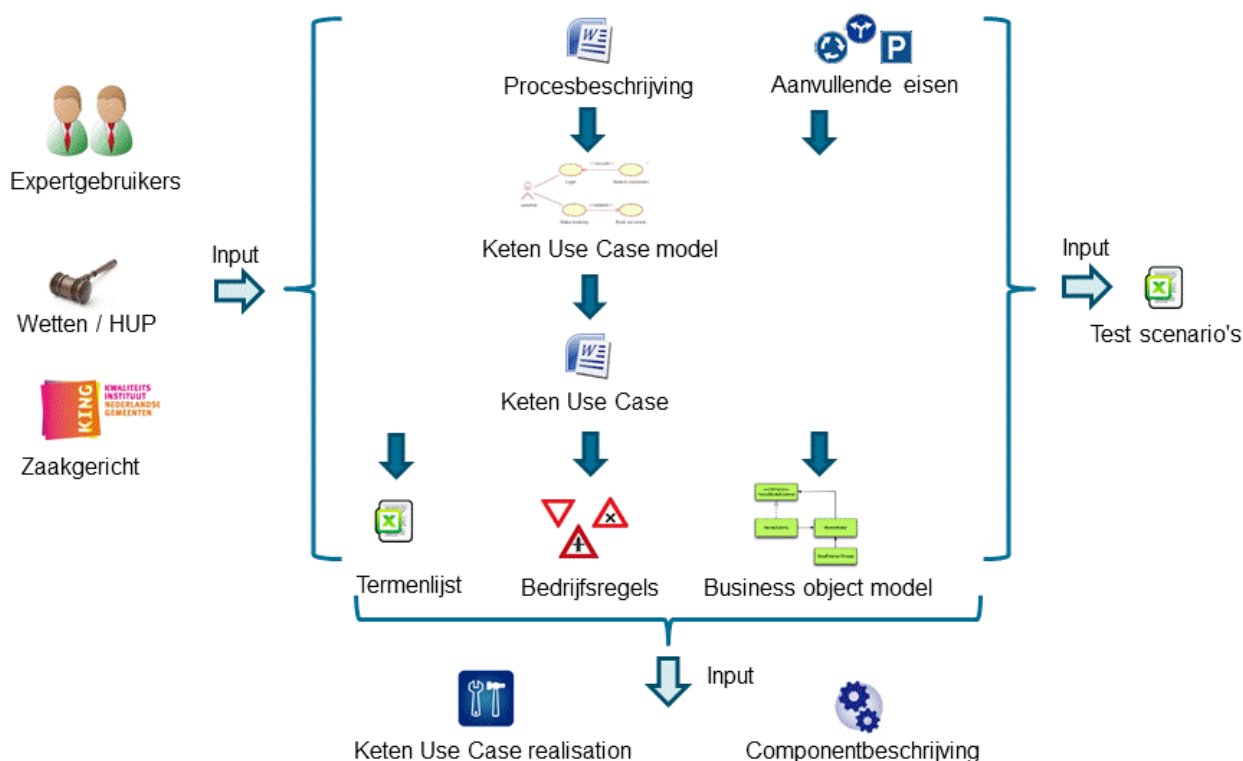 Procesbeschrijving
Aanvullende eisen
Expertgebruikers
Keten Use Case model
Input
Input
Wetten / HUP
Test scenario's
KING
KWALITEITS
INSTITUUT
NEDERLANDSE
GEMEENTEN
Keten Use Case
Zaakgericht
Termenlijst
Bedrijfsregels
Business object model
Input
Keten Use Case realisation
Componentbeschrijving